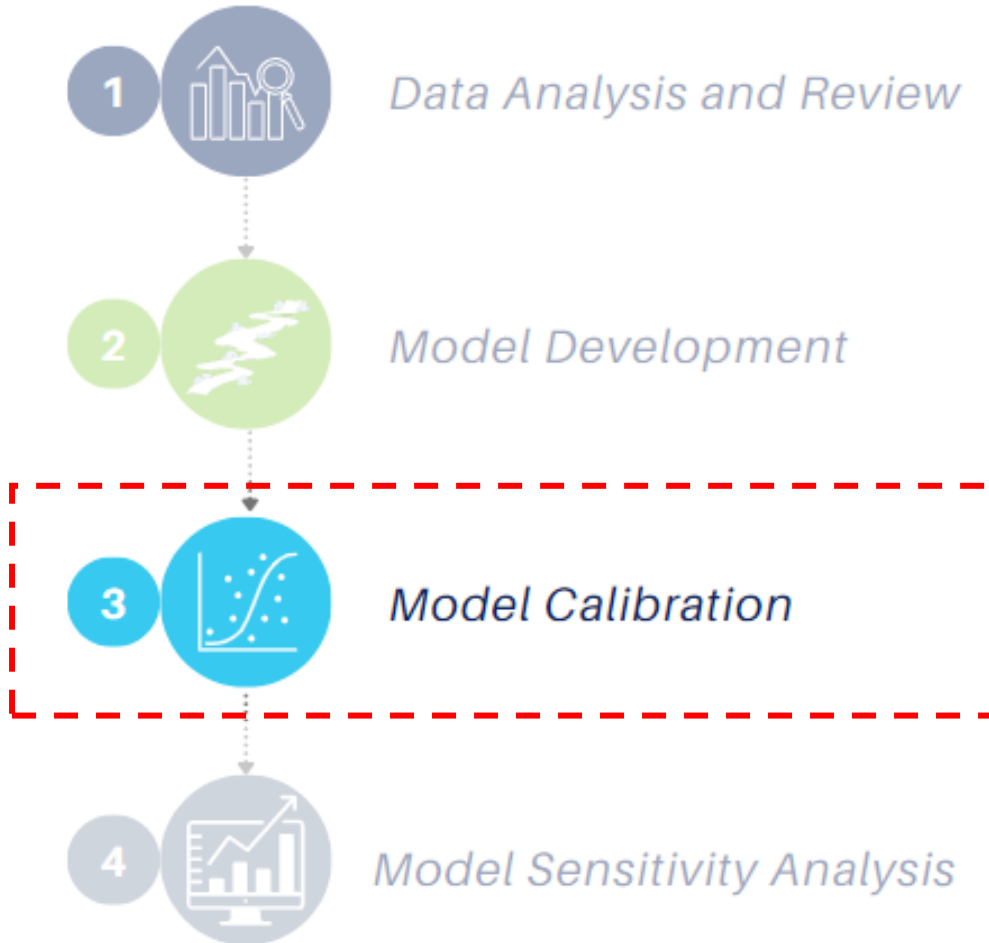 1 Data Analysis and Review
2 Model Development
3 Model Calibration
4 Model Sensitivity Analysis